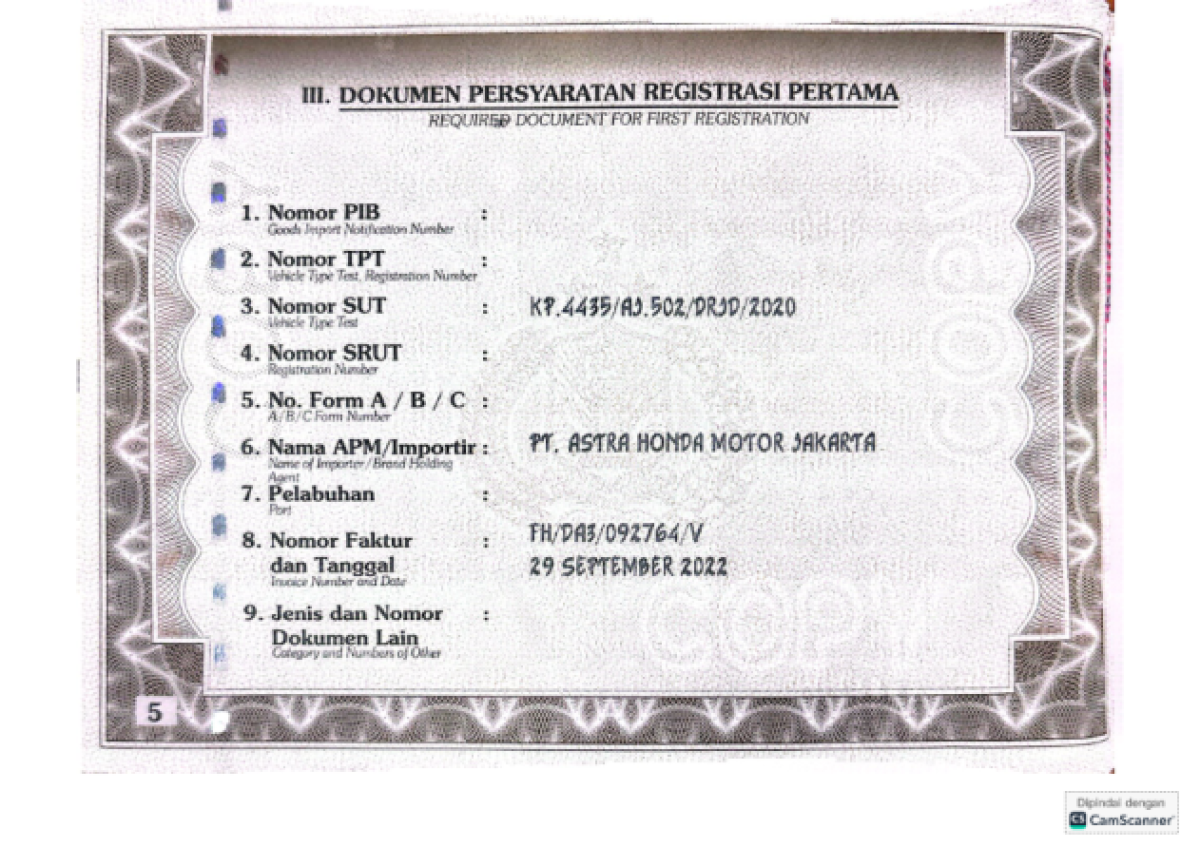 III. DOKUMEN PERSYARATAN REGISTRASI PERTAMA
REQUIRED DOCUMENT FOR FIRST REGISTRATION
1. Nomor PIB :
Goods Import Notification Number
2. Nomor TPT :
Vehicle Type Test, Registration Number
3. Nomor SUT : KP.4435/AJ.502/DRJD/2020
Vehicle Type Test
4. Nomor SRUT :
Registration Number
5. No. Form A / B / C :
A/B/C Form Number
6. Nama APM/Importir : PT. ASTRA HONDA MOTOR JAKARTA
Name of Importer/Brand Holding
Agent
7. Pelabuhan :
Port
8. Nomor Faktur : FH/DA3/092764/V
dan Tanggal 29 SEPTEMBER 2022
Invoice Number and Date
9. Jenis dan Nomor :
Dokumen Lain
Category and Numbers of Other
COPY
COPY
5
Dipindai dengan
CS CamScanner